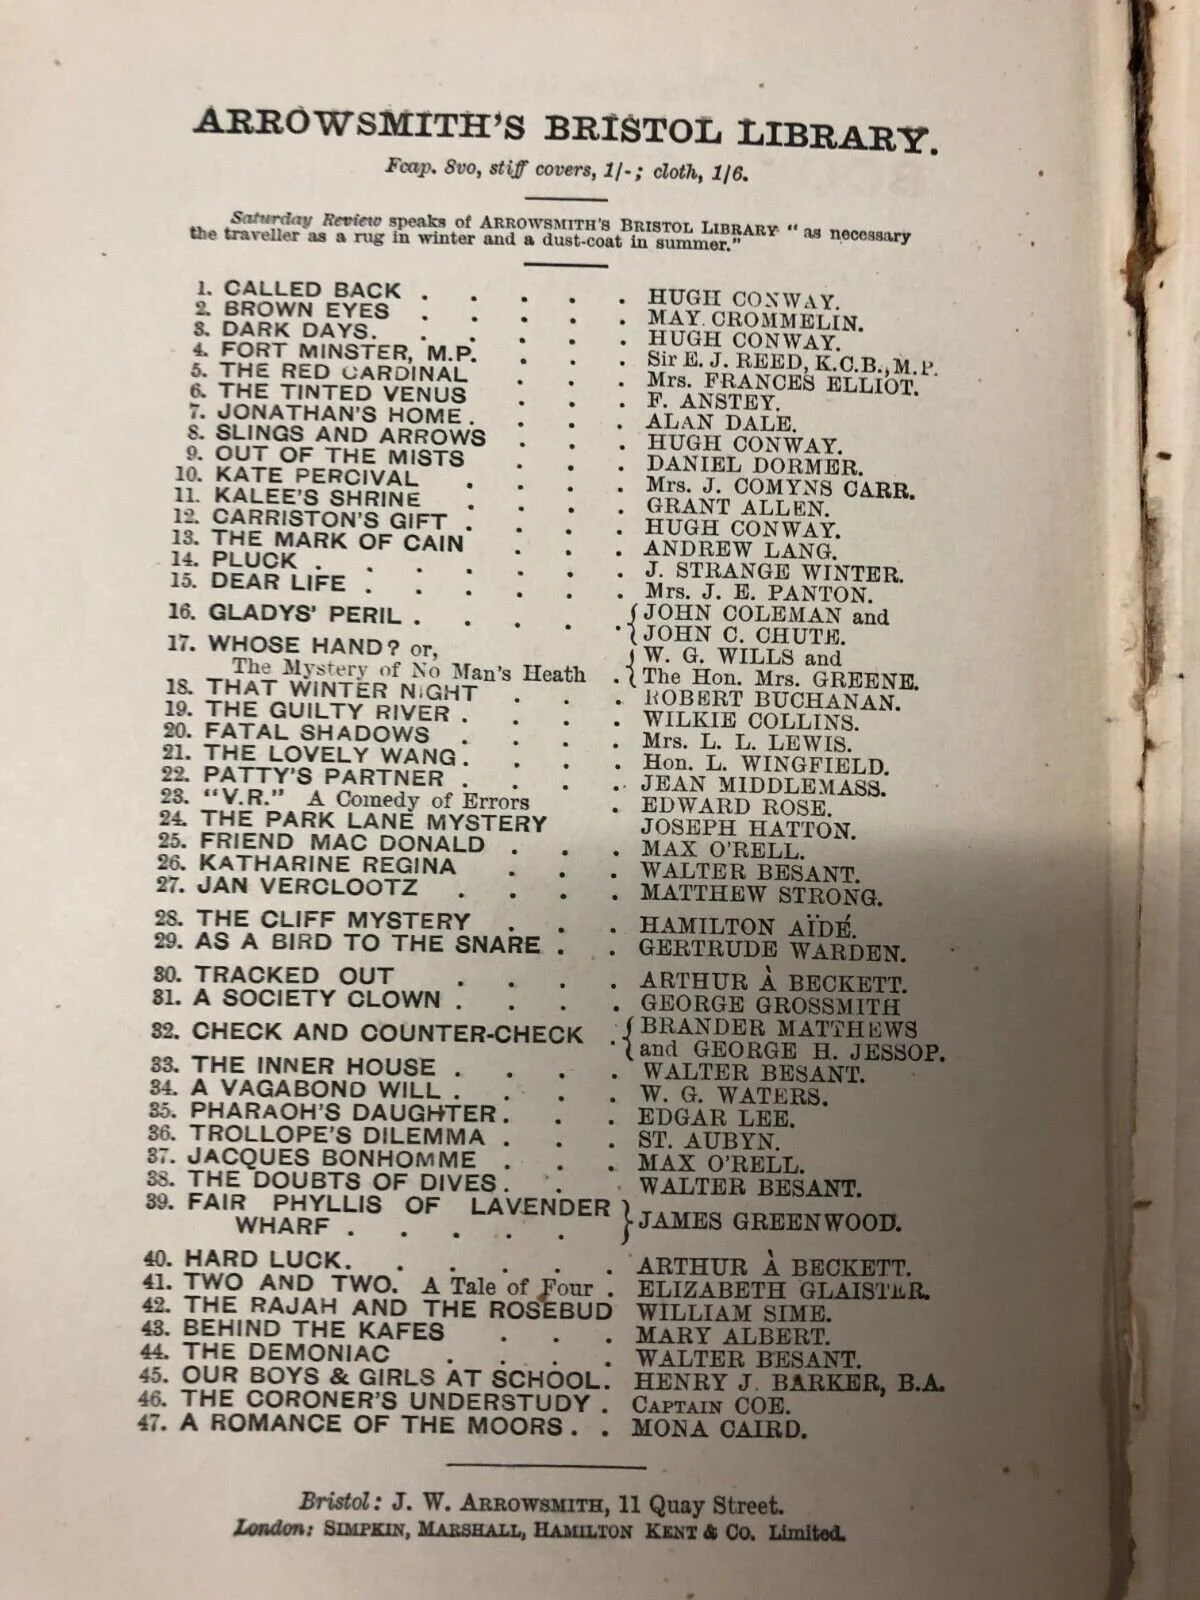 ARROWSMITH'S BRISTOL LIBRARY.
Fcap. 8vo, stiff covers, 1/-; cloth, 1/6.
Saturday Review speaks of ARROWSMITH'S BRISTOL LIBRARY "as necessary
the traveller as a rug in winter and a dust-coat in summer."
1. CALLED BACK . . . . . HUGH CONWAY.
2. BROWN EYES . . . . . MAY CROMMELIN.
3. DARK DAYS. . . . . . HUGH CONWAY.
4. FORT MINSTER, M.P. . . . Sir E. J. REED, K.C.B., M.P.
5. THE RED CARDINAL . . . Mrs. FRANCES ELLIOT.
6. THE TINTED VENUS . . . F. ANSTEY.
7. JONATHAN'S HOME . . . . ALAN DALE.
8. SLINGS AND ARROWS . . . HUGH CONWAY.
9. OUT OF THE MISTS . . . DANIEL DORMER.
10. KATE PERCIVAL . . . . Mrs. J. COMYNS CARR.
11. KALEE'S SHRINE . . . . GRANT ALLEN.
12. CARRISTON'S GIFT . . . . HUGH CONWAY.
13. THE MARK OF CAIN . . . ANDREW LANG.
14. PLUCK . . . . . . . J. STRANGE WINTER.
15. DEAR LIFE . . . . . . Mrs. J. E. PANTON.
16. GLADYS' PERIL . . . . . { JOHN COLEMAN and
JOHN C. CHUTE.
17. WHOSE HAND? or, { W. G. WILLS and
The Mystery of No Man's Heath . The Hon. Mrs. GREENE.
18. THAT WINTER NIGHT . . . ROBERT BUCHANAN.
19. THE GUILTY RIVER . . . . WILKIE COLLINS.
20. FATAL SHADOWS . . . . Mrs. L. L. LEWIS.
21. THE LOVELY WANG . . . . Hon. L. WINGFIELD.
22. PATTY'S PARTNER . . . . JEAN MIDDLEMASS.
23. "V.R." A Comedy of Errors . EDWARD ROSE.
24. THE PARK LANE MYSTERY JOSEPH HATTON.
25. FRIEND MAC DONALD . . . MAX O'RELL.
26. KATHARINE REGINA . . . WALTER BESANT.
27. JAN VERCLOOTZ . . . . MATTHEW STRONG.
28. THE CLIFF MYSTERY . . . HAMILTON AÏDÉ.
29. AS A BIRD TO THE SNARE . . GERTRUDE WARDEN.
30. TRACKED OUT . . . . ARTHUR À BECKETT.
31. A SOCIETY CLOWN . . . . GEORGE GROSSMITH
32. CHECK AND COUNTER-CHECK . { BRANDER MATTHEWS
and GEORGE H. JESSOP.
33. THE INNER HOUSE . . . . WALTER BESANT.
34. A VAGABOND WILL . . . . W. G. WATERS.
35. PHARAOH'S DAUGHTER . . . EDGAR LEE.
36. TROLLOPE'S DILEMMA . . . ST. AUBYN.
37. JACQUES BONHOMME . . . MAX O'RELL.
38. THE DOUBTS OF DIVES . . . WALTER BESANT.
39. FAIR PHYLLIS OF LAVENDER } JAMES GREENWOOD.
WHARF . . . . .
40. HARD LUCK. . . . . . ARTHUR À BECKETT.
41. TWO AND TWO. A Tale of Four . ELIZABETH GLAISTER.
42. THE RAJAH AND THE ROSEBUD WILLIAM SIME.
43. BEHIND THE KAFES . . . MARY ALBERT.
44. THE DEMONIAC . . . . WALTER BESANT.
45. OUR BOYS & GIRLS AT SCHOOL. HENRY J. BARKER, B.A.
46. THE CORONER'S UNDERSTUDY . CAPTAIN COE.
47. A ROMANCE OF THE MOORS . . MONA CAIRD.
Bristol: J. W. ARROWSMITH, 11 Quay Street.
London: SIMPKIN, MARSHALL, HAMILTON KENT & CO. Limited.